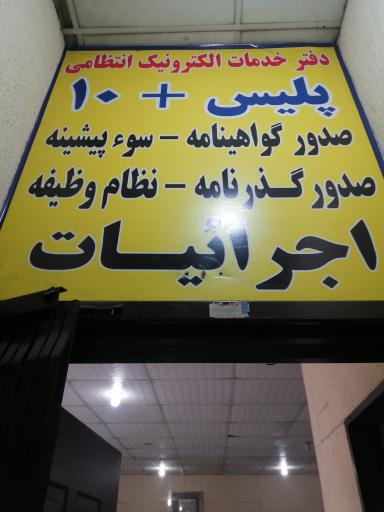 دفتر خدمات الکترونیک انتظامی
پلیس + ۱۰
صدور گواهینامه - سوء پیشینه
صدور گذرنامه - نظام وظیفه
اجرائیات